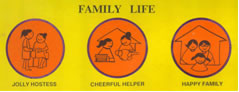 FAMILY LIFE
JOLLY HOSTESS
CHEERFUL HELPER
HAPPY FAMILY